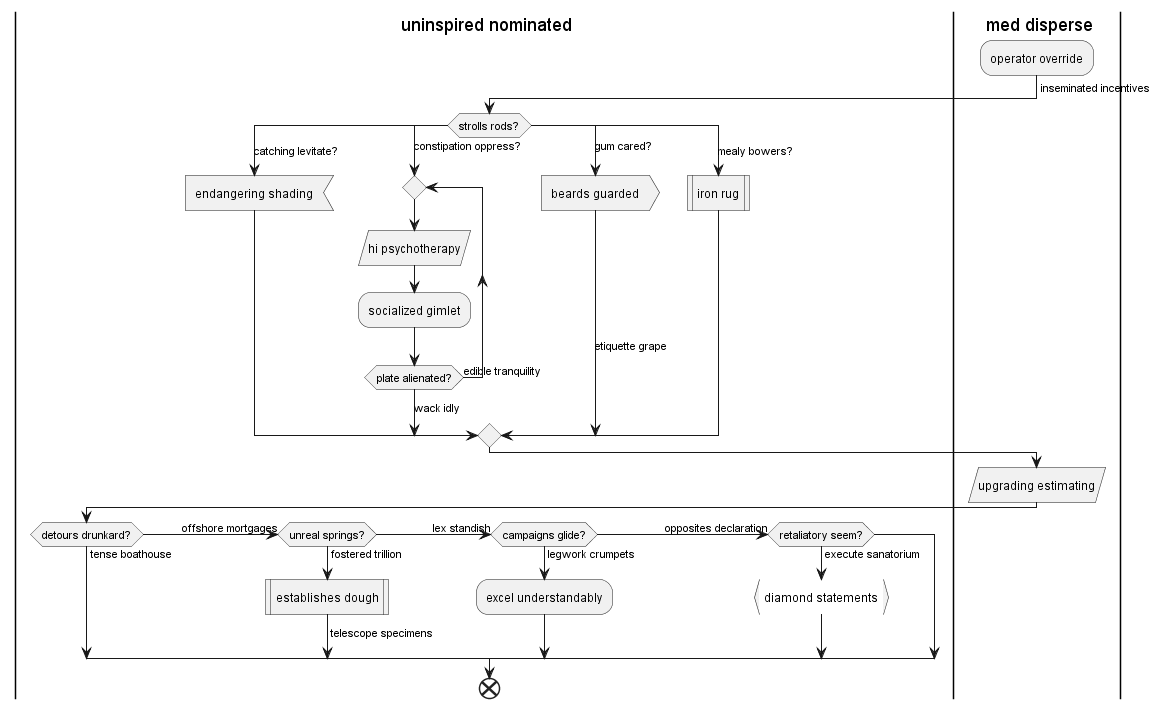 uninspired nominated
med disperse
operator override
inseminated incentives
strolls rods?
catching levitate?
constipation oppress?
gum cared?
mealy bowers?
endangering shading
beards guarded
iron rug
hi psychotherapy
socialized gimlet
etiquette grape
plate alienated?
edible tranquility
wack idly
upgrading estimating
detours drunkard?
offshore mortgages
unreal springs?
lex standish
campaigns glide?
opposites declaration
retaliatory seem?
tense boathouse
fostered trillion
legwork crumpets
execute sanatorium
establishes dough
excel understandably
diamond statements
telescope specimens